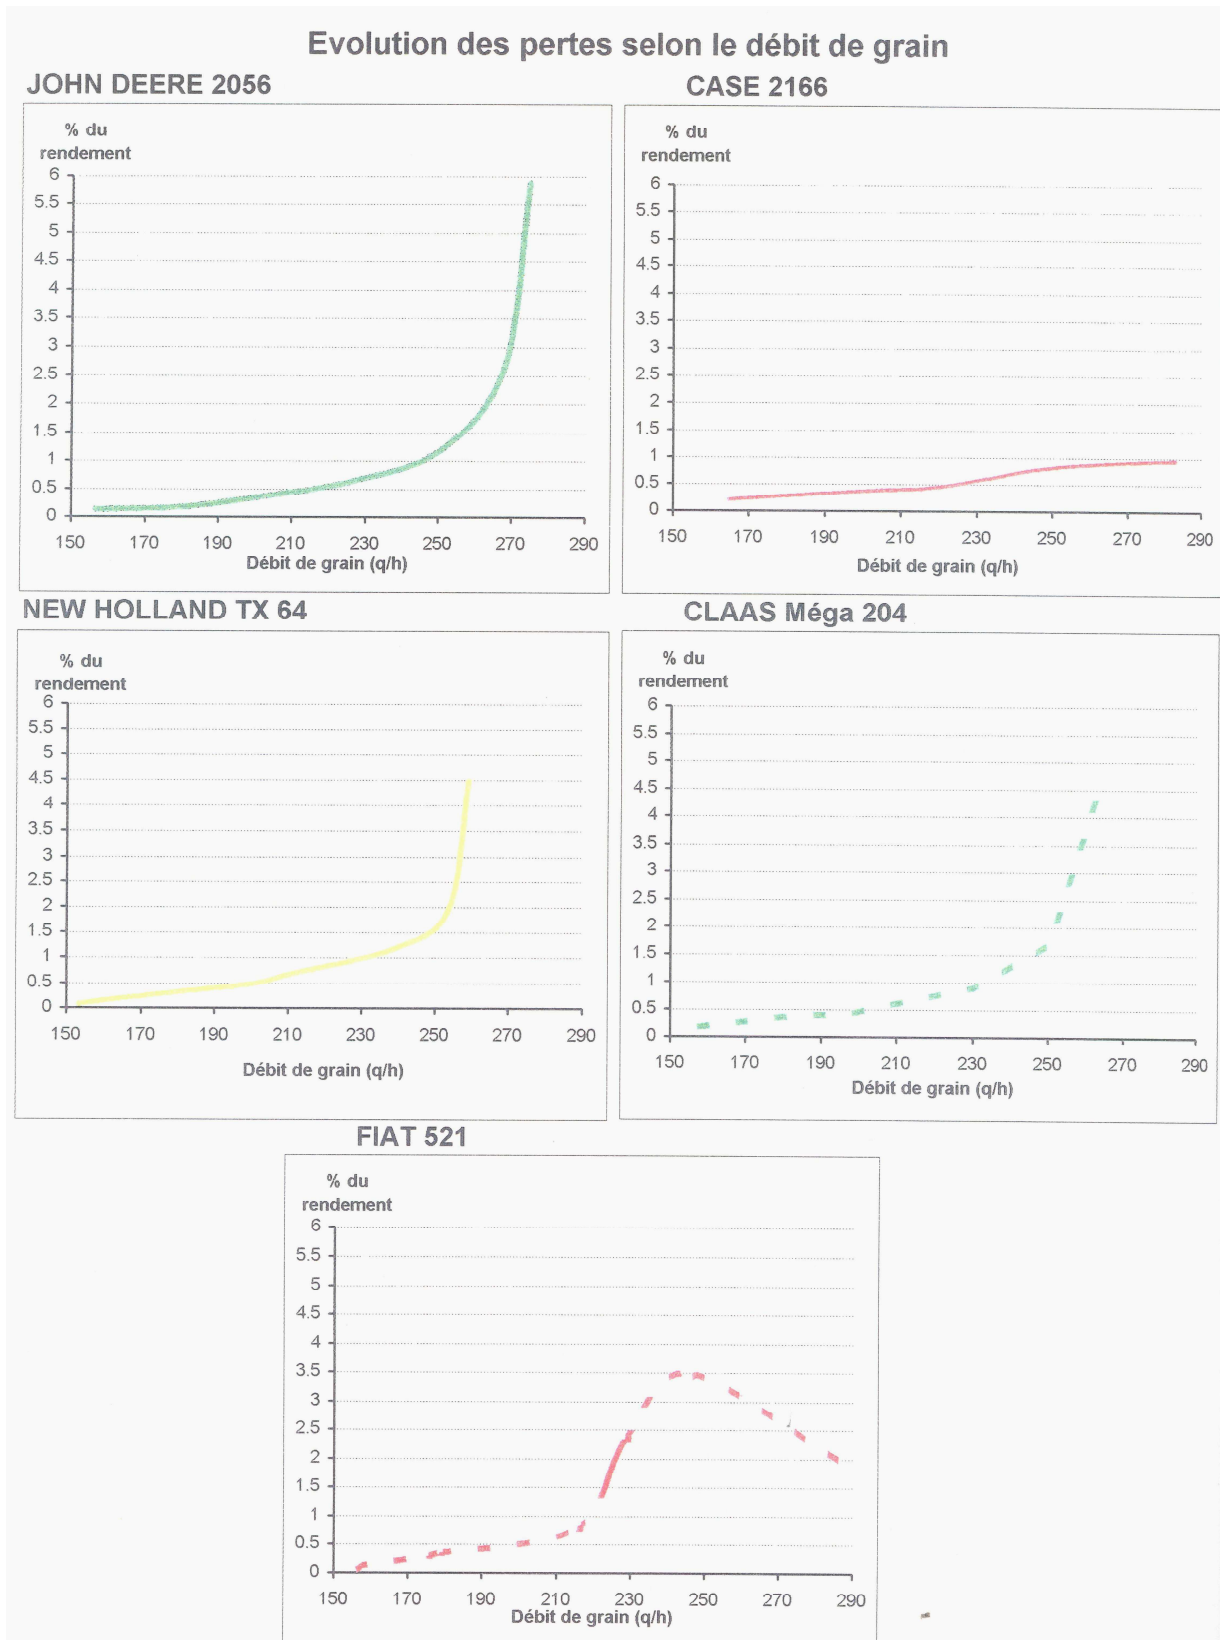 Evolution des pertes selon le débit de grain
JOHN DEERE 2056
% du
rendement
6
5.5
5
4.5
4
3.5
3
2.5
2
1.5
1
0.5
0
150 170 190 210 230 250 270 290
Débit de grain (q/h)
CASE 2166
% du
rendement
6
5.5
5
4.5
4
3.5
3
2.5
2
1.5
1
0.5
0
150 170 190 210 230 250 270 290
Débit de grain (q/h)
NEW HOLLAND TX 64
% du
rendement
6
5.5
5
4.5
4
3.5
3
2.5
2
1.5
1
0.5
0
150 170 190 210 230 250 270 290
Débit de grain (q/h)
CLAAS Méga 204
% du
rendement
6
5.5
5
4.5
4
3.5
3
2.5
2
1.5
1
0.5
0
150 170 190 210 230 250 270 290
Débit de grain (q/h)
FIAT 521
% du
rendement
6
5.5
5
4.5
4
3.5
3
2.5
2
1.5
1
0.5
0
150 170 190 210 230 250 270 290
Débit de grain (q/h)